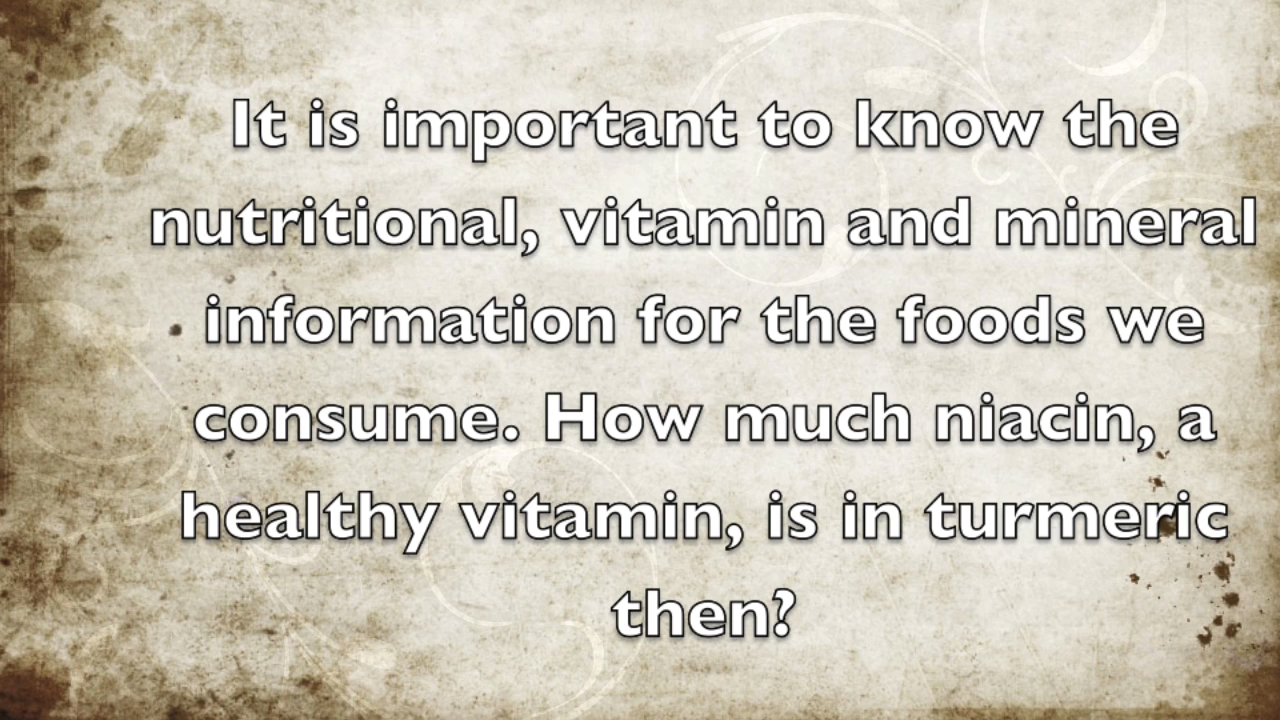 It is important to know the
nutritional, vitamin and mineral
information for the foods we
consume. How much niacin, a
healthy vitamin, is in turmeric
then?